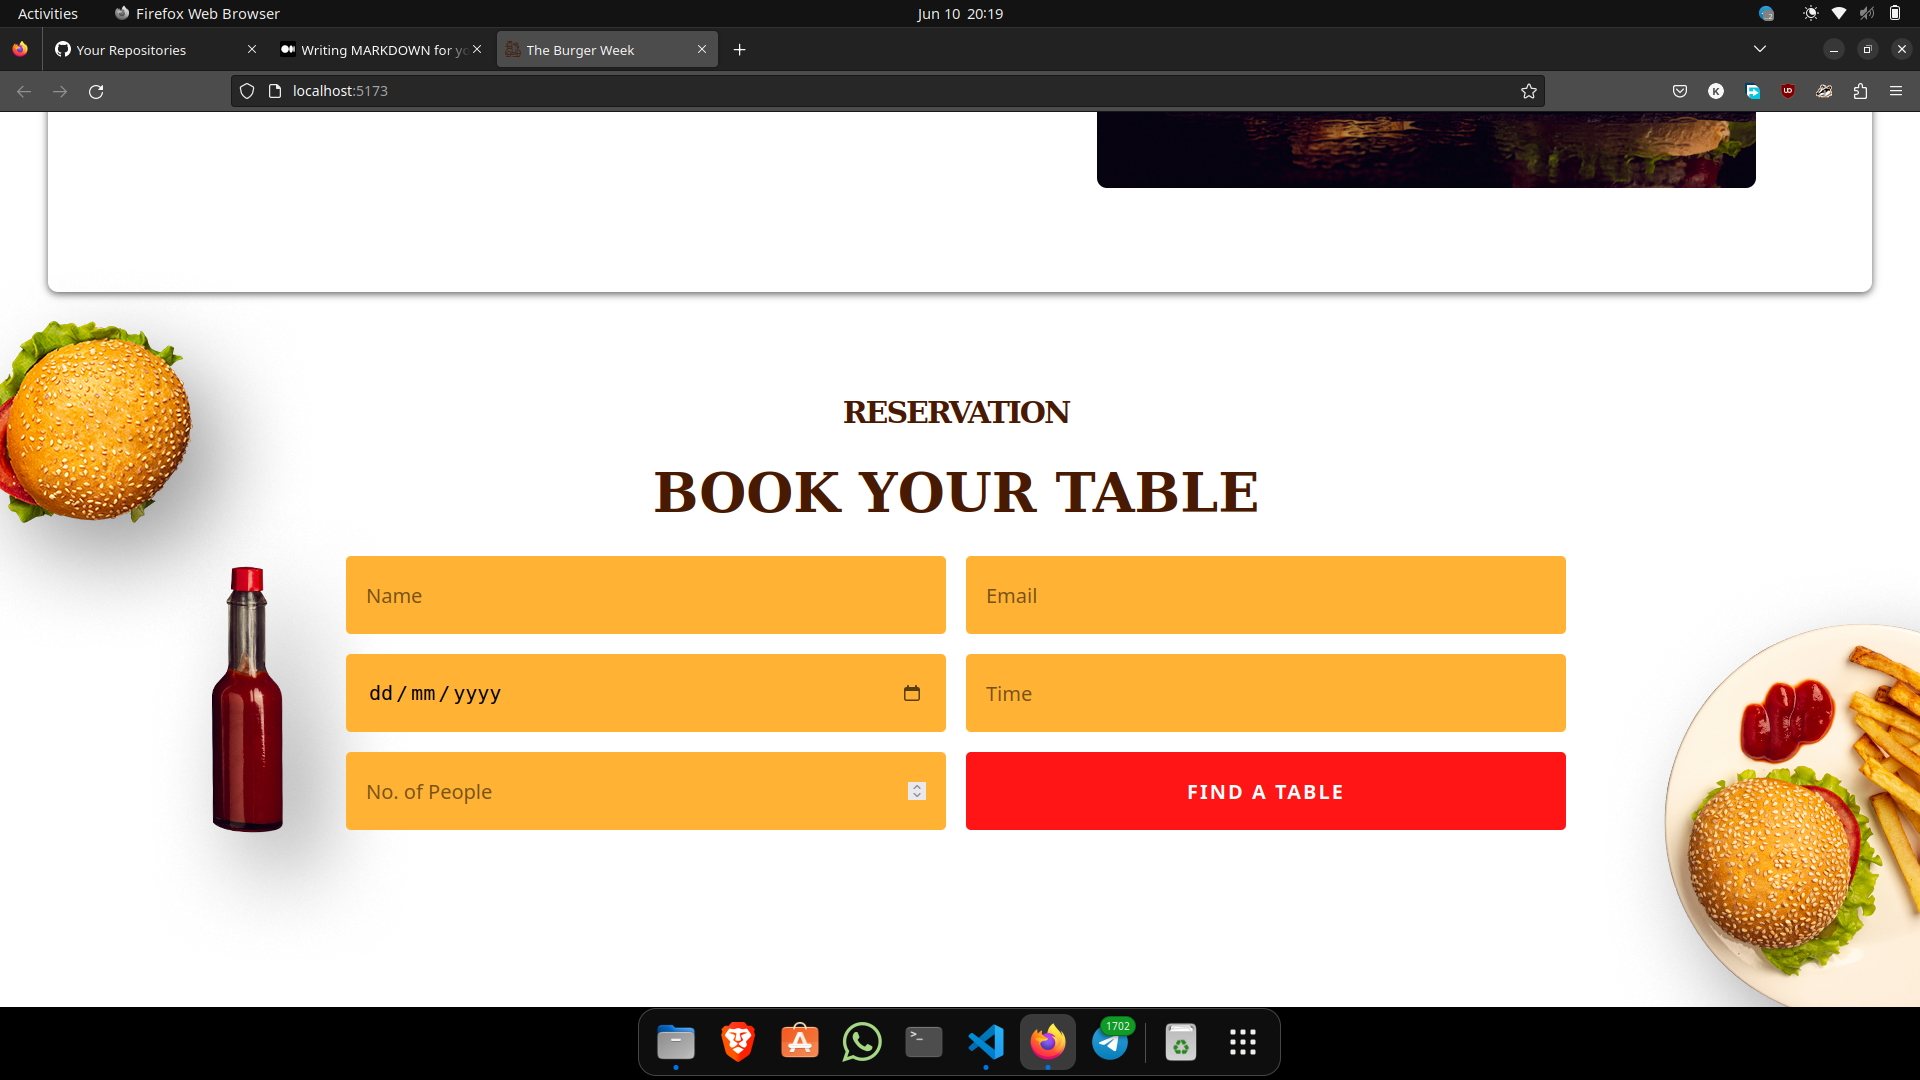 Activities
Firefox Web Browser
Jun 10 20:19
Your Repositories
Writing MARKDOWN for yo
The Burger Week
localhost:5173
K
RESERVATION
BOOK YOUR TABLE
Name
Email
dd/mm/yyyy
Time
No. of People
FIND A TABLE
1702